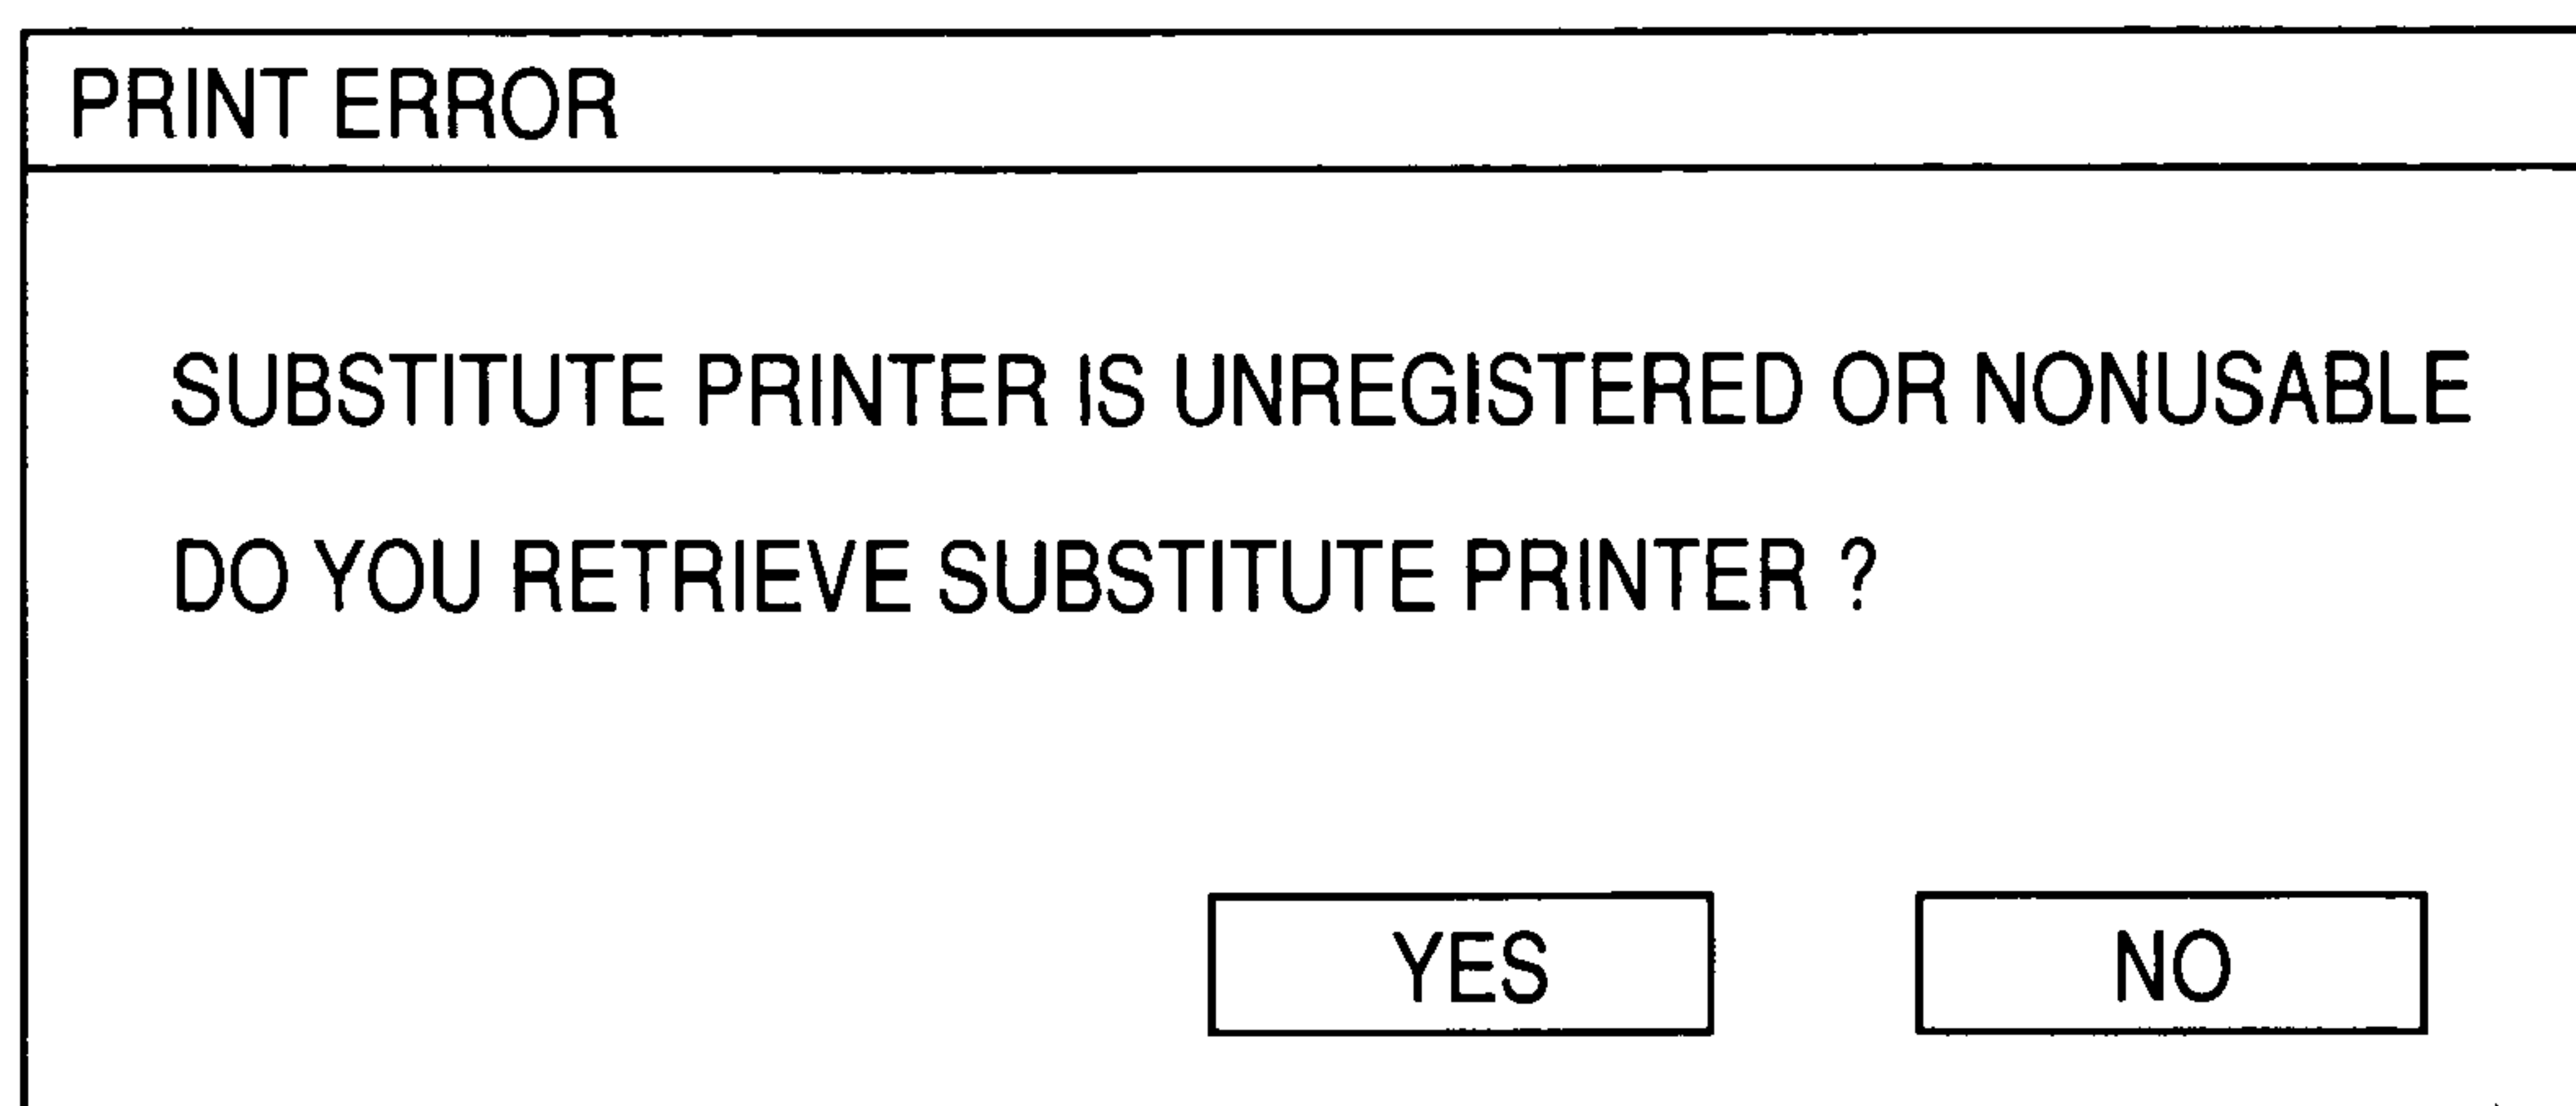 PRINT ERROR
SUBSTITUTE PRINTER IS UNREGISTERED OR NONUSABLE
DO YOU RETRIEVE SUBSTITUTE PRINTER ?
YES NO